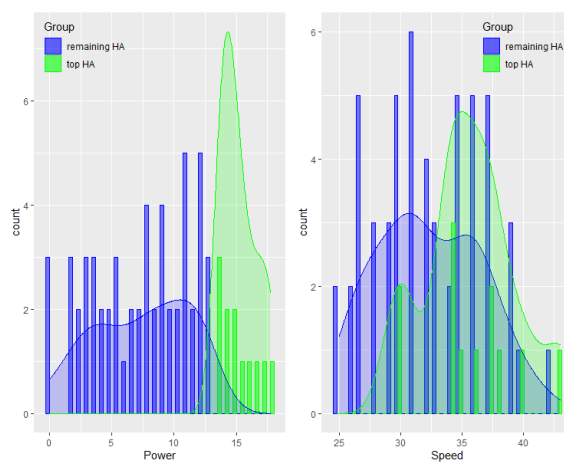 Group
remaining HA
top HA
count
6
4
2
0
0
5
10
15
Power
Group
remaining HA
top HA
count
6
4
2
0
25
30
35
40
Speed